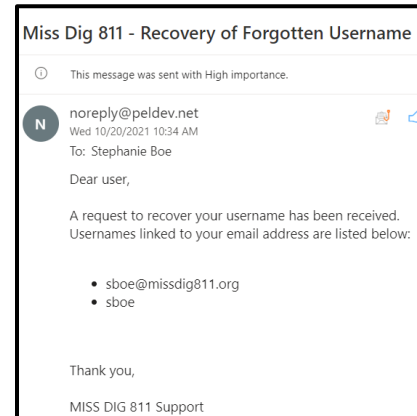 Miss Dig 811 - Recovery of Forgotten Username
This message was sent with High importance.
N
noreply@peldev.net
Wed 10/20/2021 10:34 AM
To: Stephanie Boe
Dear user,
A request to recover your username has been received.
Usernames linked to your email address are listed below:
• sboe@missdig811.org
• sboe
Thank you,
MISS DIG 811 Support